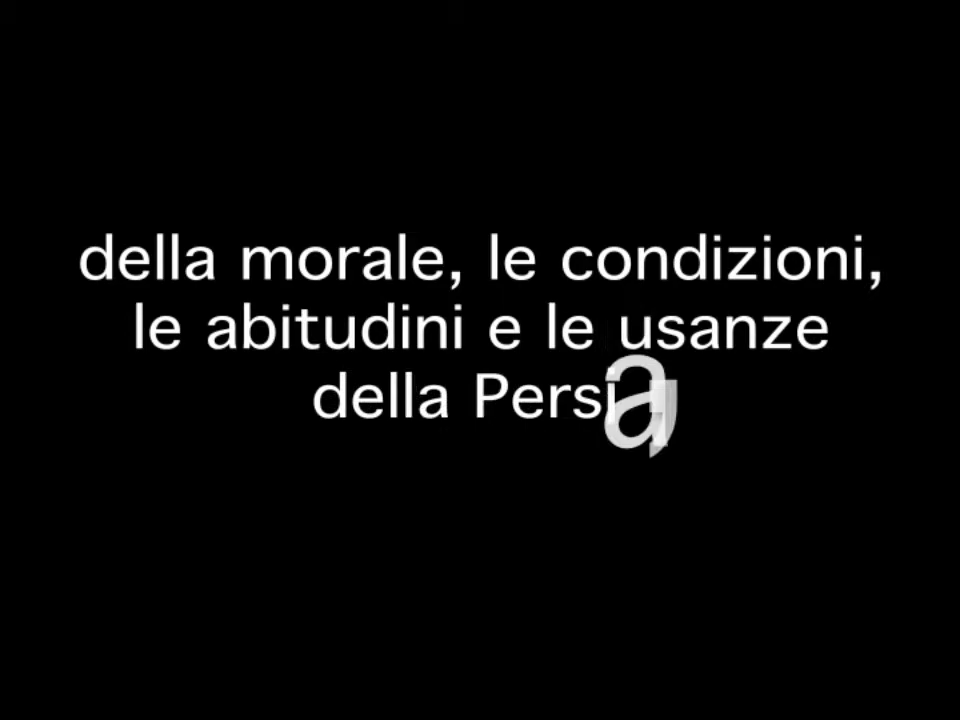 della morale, le condizioni,
le abitudini e le usanze
della Persia,